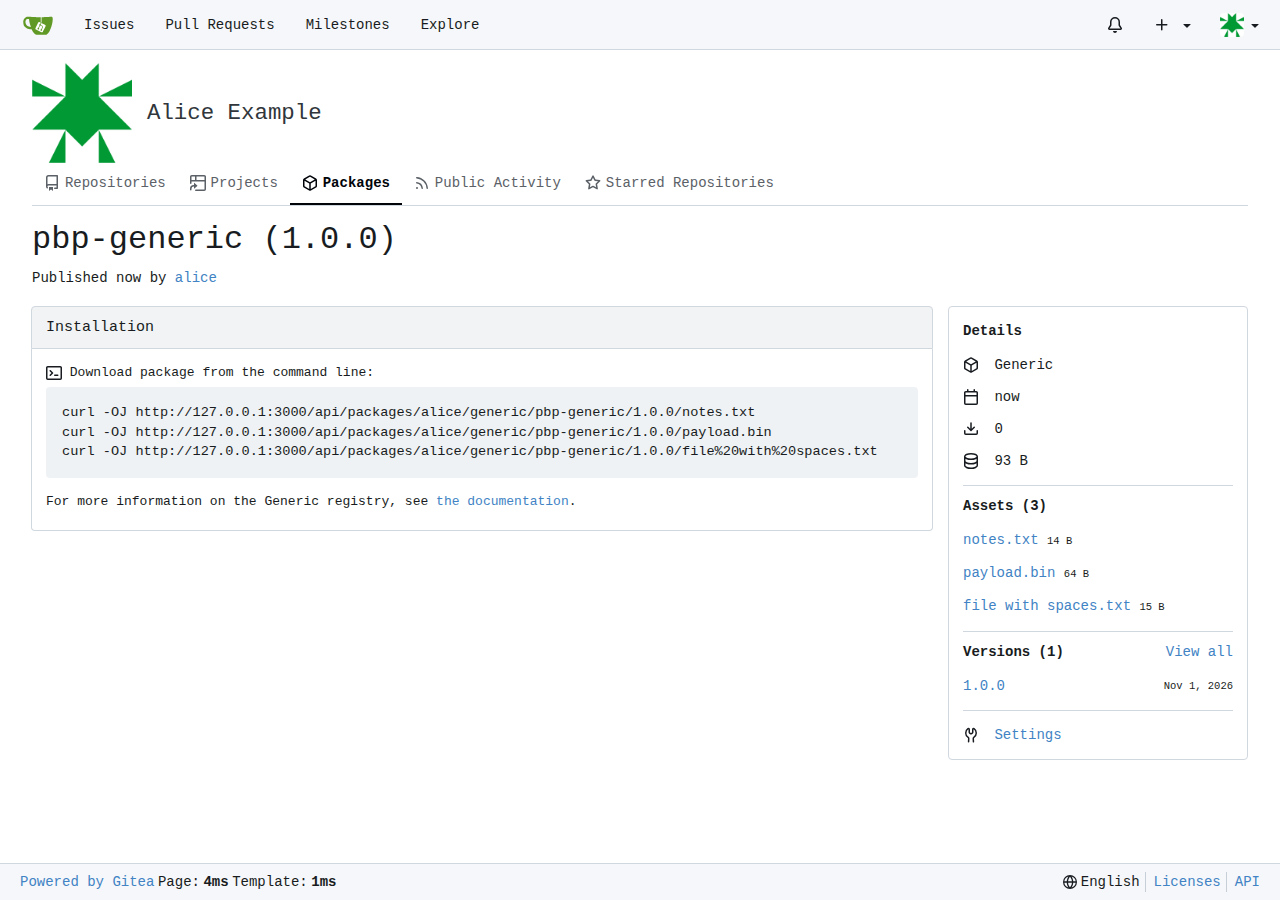 Issues Pull Requests Milestones Explore
Alice Example
Repositories Projects Packages Public Activity Starred Repositories
pbp-generic (1.0.0)
Published now by alice
Installation
Download package from the command line:
curl -OJ http://127.0.0.1:3000/api/packages/alice/generic/pbp-generic/1.0.0/notes.txt
curl -OJ http://127.0.0.1:3000/api/packages/alice/generic/pbp-generic/1.0.0/payload.bin
curl -OJ http://127.0.0.1:3000/api/packages/alice/generic/pbp-generic/1.0.0/file%20with%20spaces.txt
For more information on the Generic registry, see the documentation.
Details
Generic
now
0
93 B
Assets (3)
notes.txt 14 B
payload.bin 64 B
file with spaces.txt 15 B
Versions (1) View all
1.0.0 Nov 1, 2026
Settings
Powered by Gitea Page: 4ms Template: 1ms English Licenses API